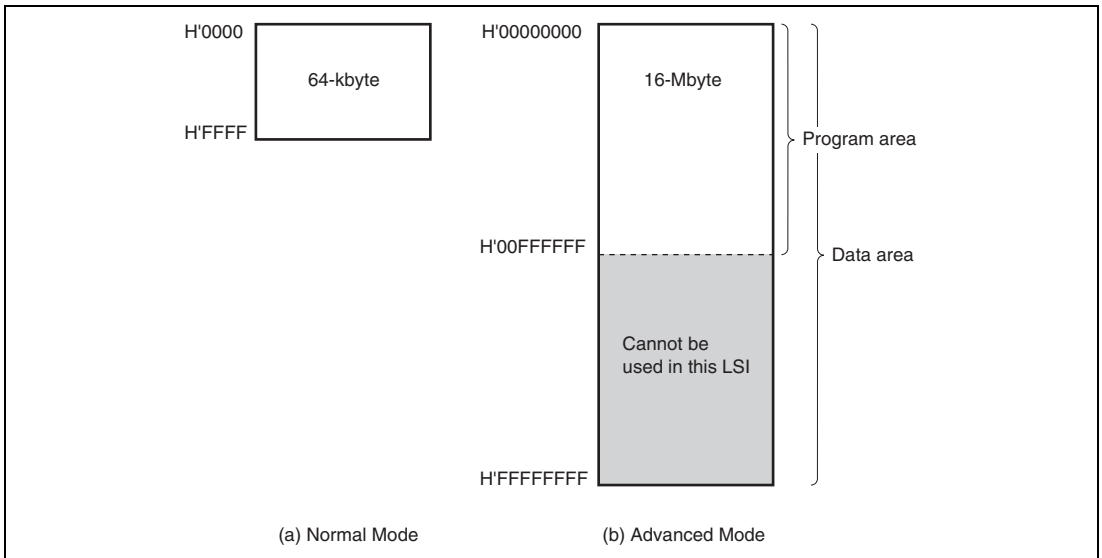 H'0000
64-kbyte
H'FFFF
H'00000000
16-Mbyte
Program area
H'00FFFFFF
Data area
Cannot be
used in this LSI
H'FFFFFFFF
(a) Normal Mode
(b) Advanced Mode